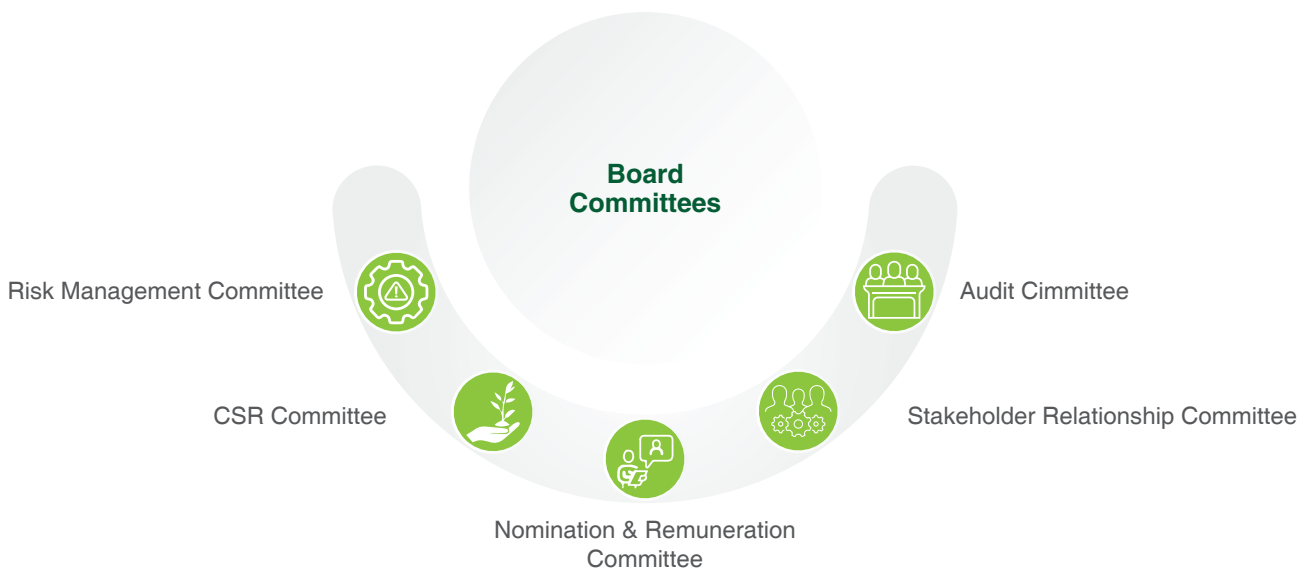 Board
Committees
Risk Management Committee
Audit Cimmittee
CSR Committee
Stakeholder Relationship Committee
Nomination & Remuneration
Committee